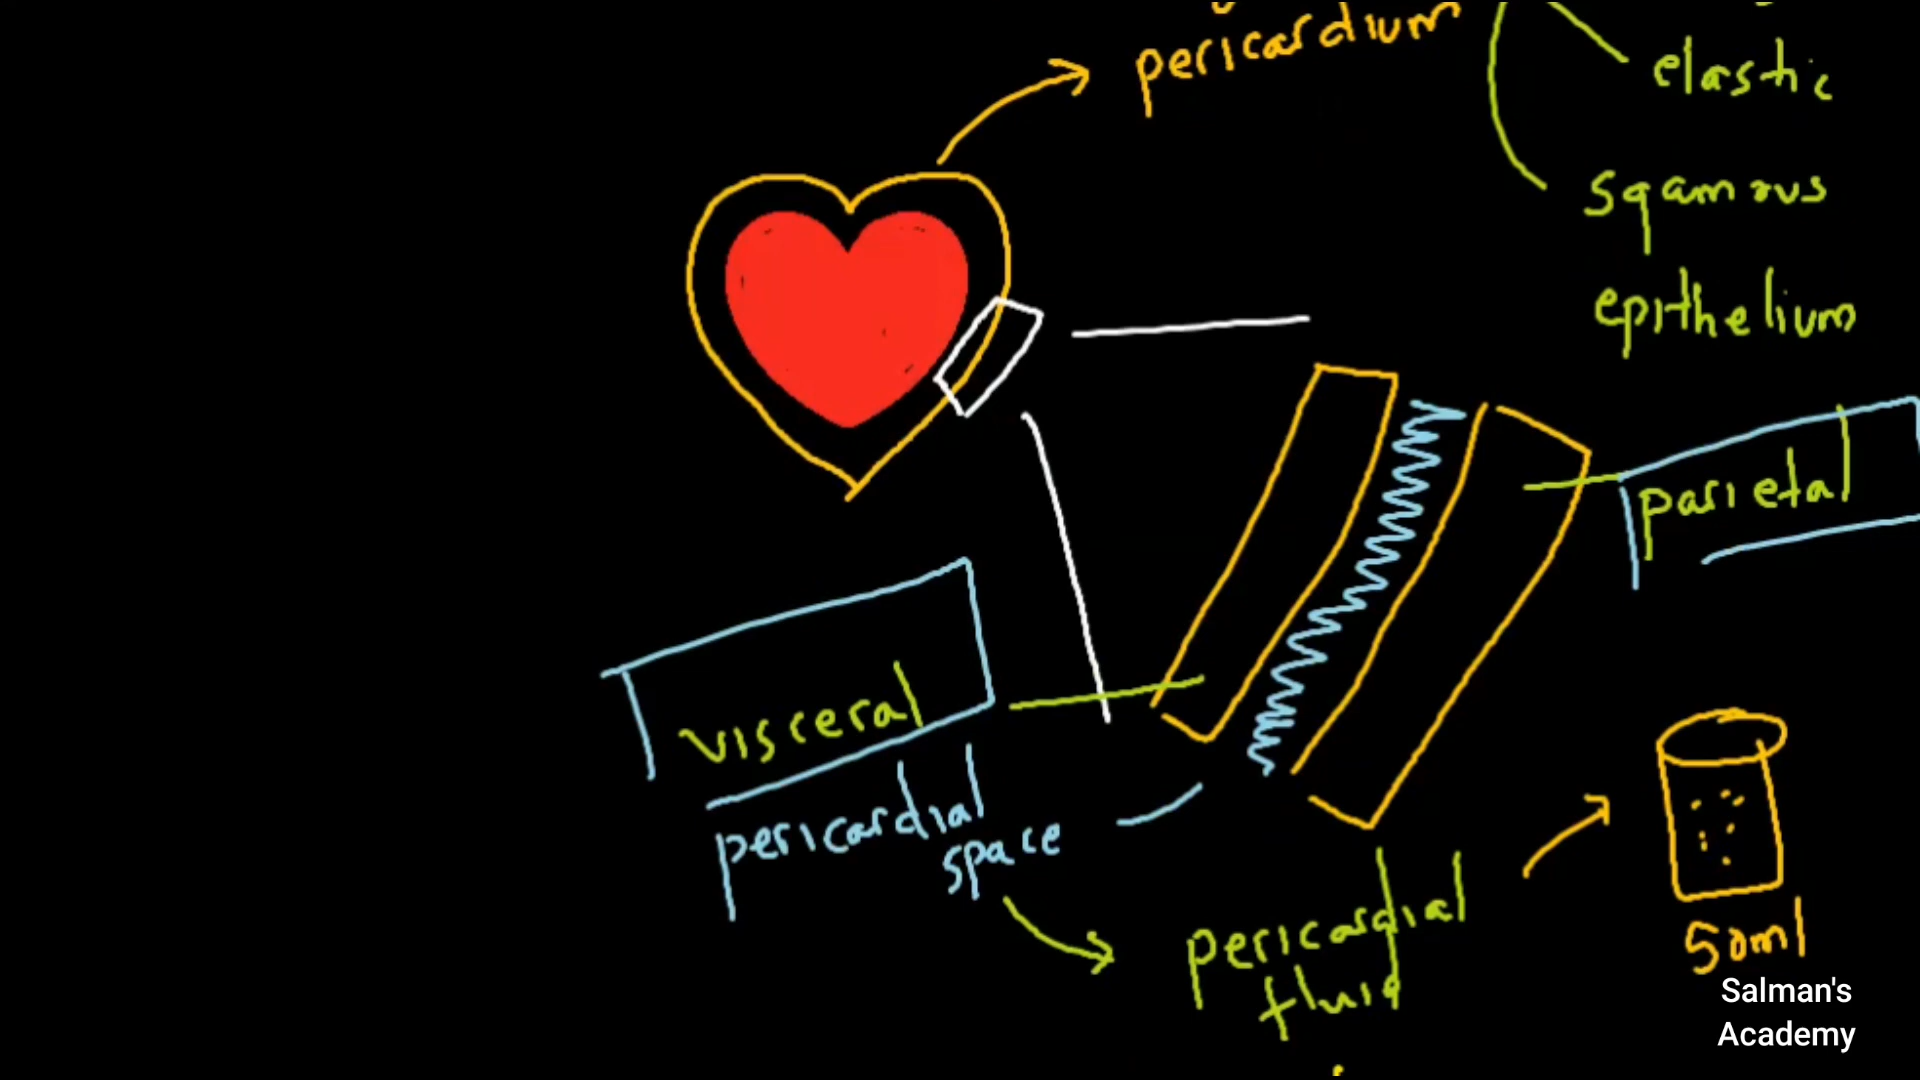 pericardium
elastic
sqamous
epithelium
parietal
visceral
pericardial
space
pericardial
fluid
50ml
Salman's
Academy